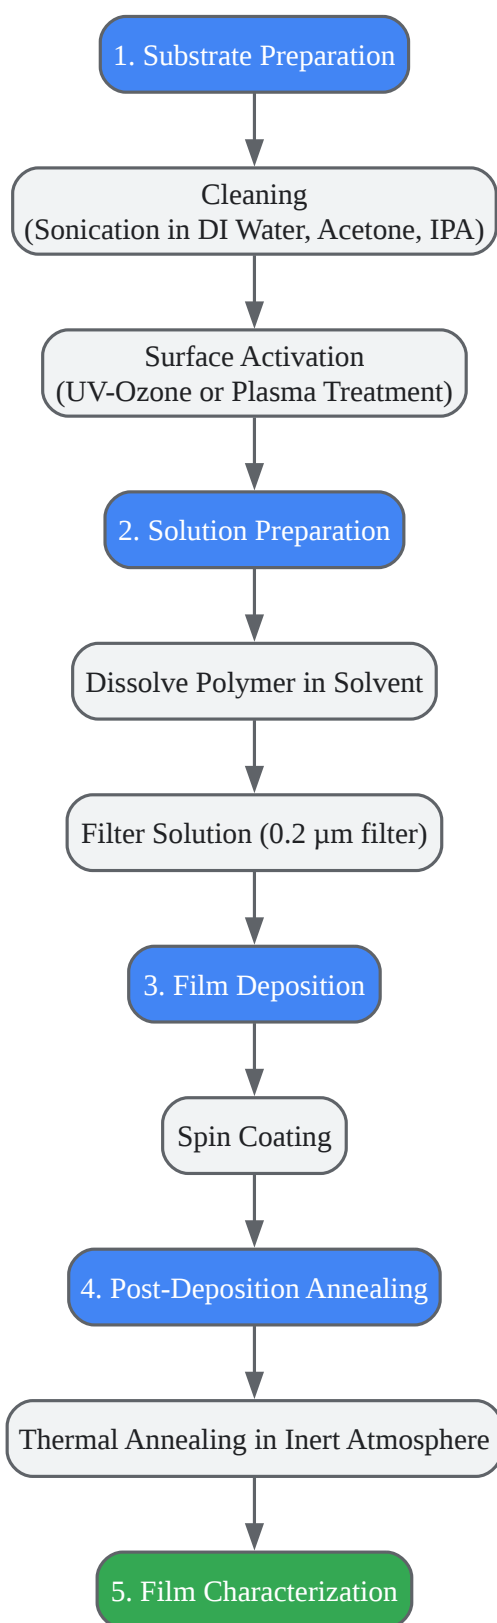 1. Substrate Preparation
Cleaning
(Sonication in DI Water, Acetone, IPA)
Surface Activation
(UV-Ozone or Plasma Treatment)
2. Solution Preparation
Dissolve Polymer in Solvent
Filter Solution (0.2 µm filter)
3. Film Deposition
Spin Coating
4. Post-Deposition Annealing
Thermal Annealing in Inert Atmosphere
5. Film Characterization